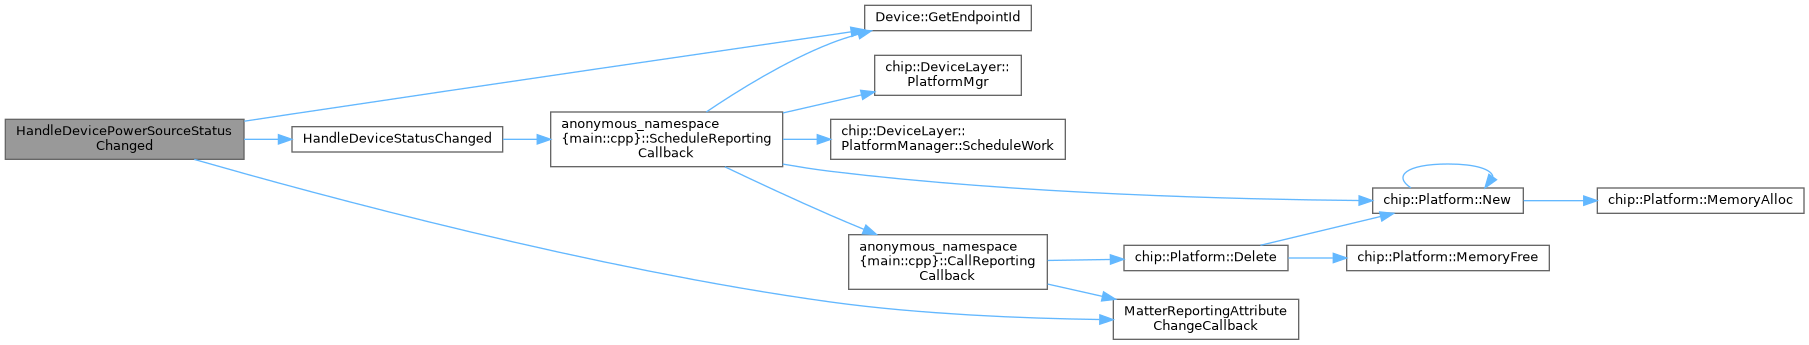 Device::GetEndpointId
chip::DeviceLayer::
PlatformMgr
HandleDevicePowerSourceStatus
Changed
HandleDeviceStatusChanged
anonymous_namespace
{main::cpp}::ScheduleReporting
Callback
chip::DeviceLayer::
PlatformManager::ScheduleWork
chip::Platform::New
chip::Platform::MemoryAlloc
anonymous_namespace
{main::cpp}::CallReporting
Callback
chip::Platform::Delete
chip::Platform::MemoryFree
MatterReportingAttribute
ChangeCallback